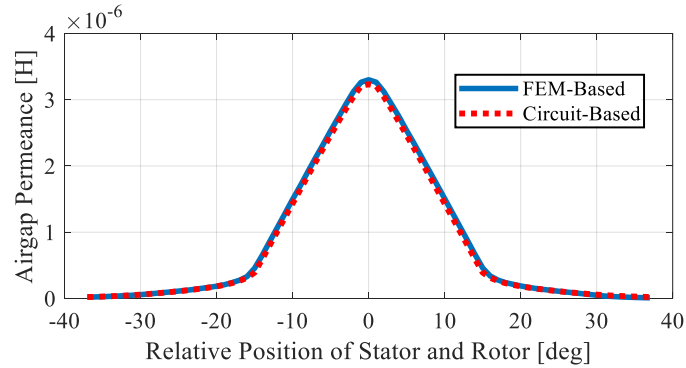 ×10⁻⁶
4
3
2
1
0
Airgap Permeance [H]
FEM-Based
Circuit-Based
-40 -30 -20 -10 0 10 20 30 40
Relative Position of Stator and Rotor [deg]